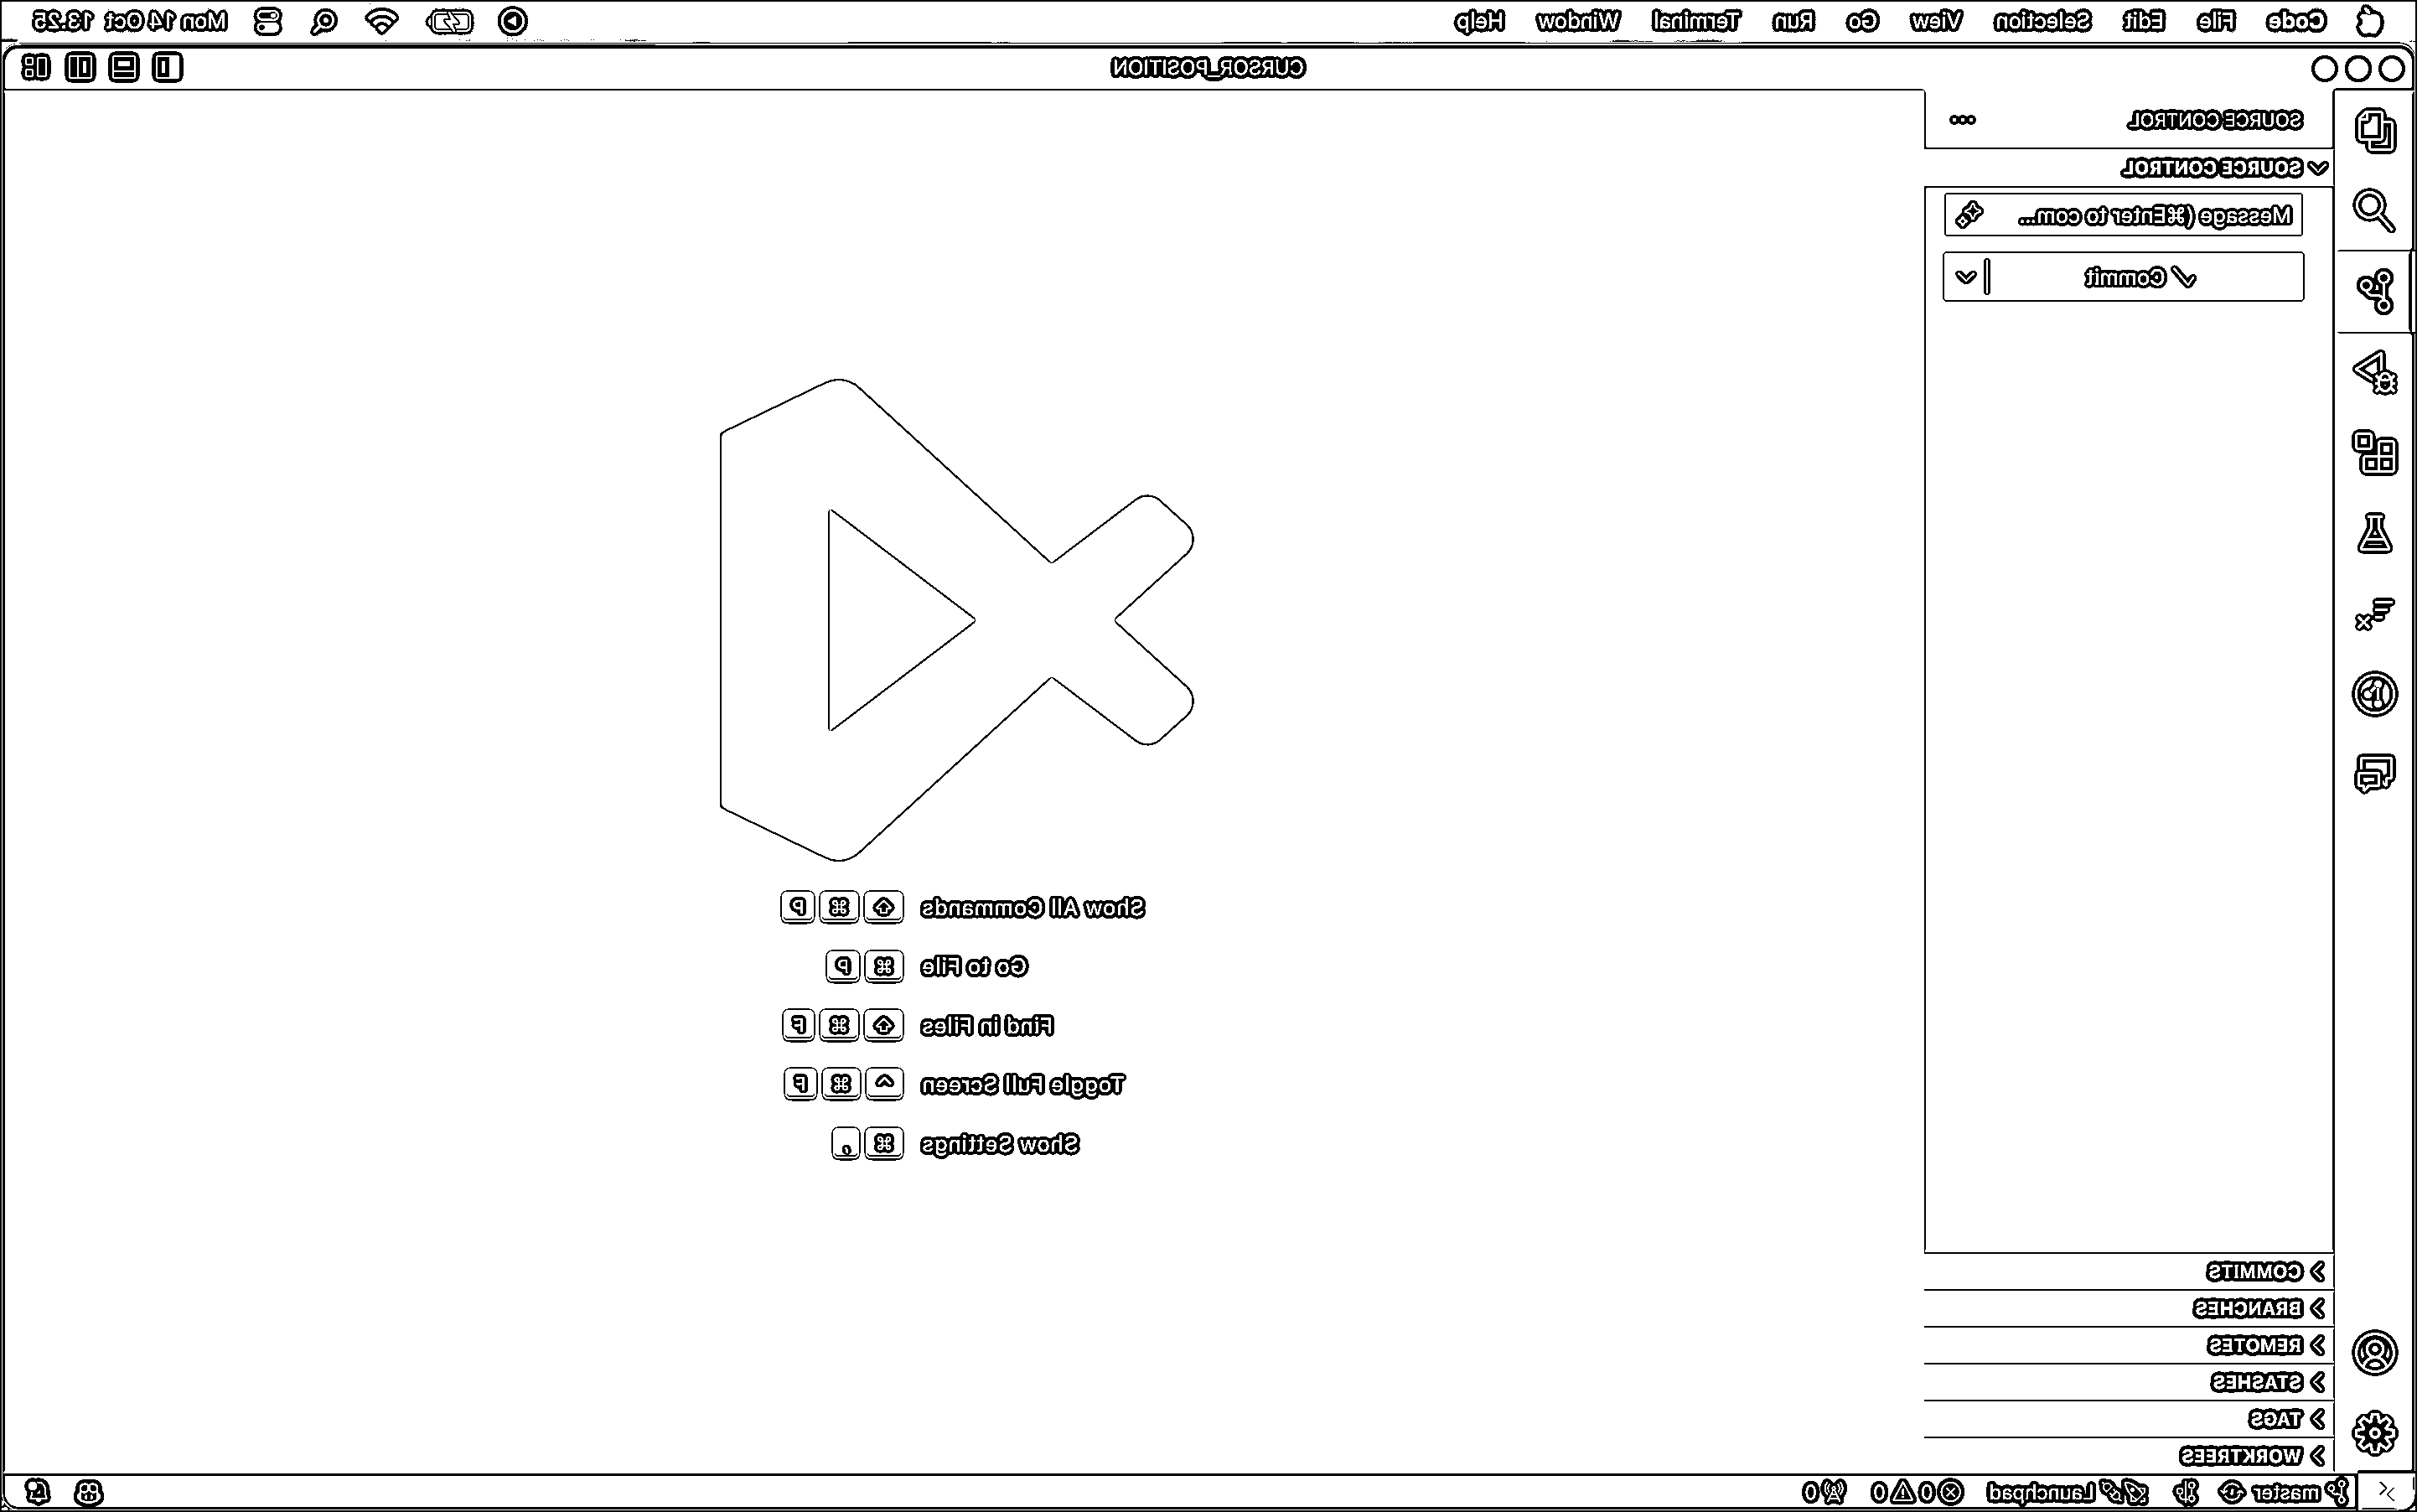 Code File Edit Selection View Go Run Terminal Window Help Mon 14 Oct 13.25
CURSOR_POSITION
SOURCE CONTROL
SOURCE CONTROL
Message (⌘Enter to com...
Commit
Show All Commands ⇧ ⌘ P
Go to File ⌘ P
Find in Files ⇧ ⌘ F
Toggle Full Screen ^ ⌘ F
Show Settings ⌘ ,
COMMITS
BRANCHES
REMOTES
STASHES
TAGS
WORKTREES
master Launchpad 0 0 0